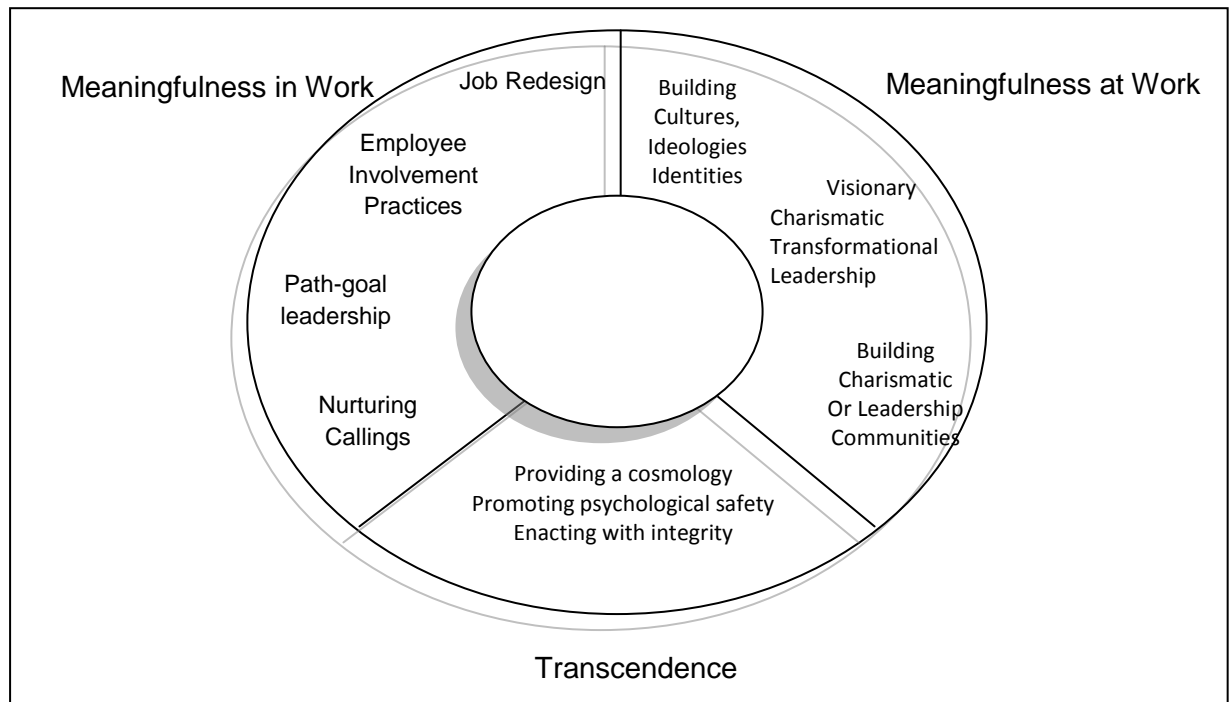 Meaningfulness in Work
Job Redesign
Employee
Involvement
Practices
Path-goal
leadership
Nurturing
Callings
Meaningfulness at Work
Building
Cultures,
Ideologies
Identities
Visionary
Charismatic
Transformational
Leadership
Building
Charismatic
Or Leadership
Communities
Providing a cosmology
Promoting psychological safety
Enacting with integrity
Transcendence